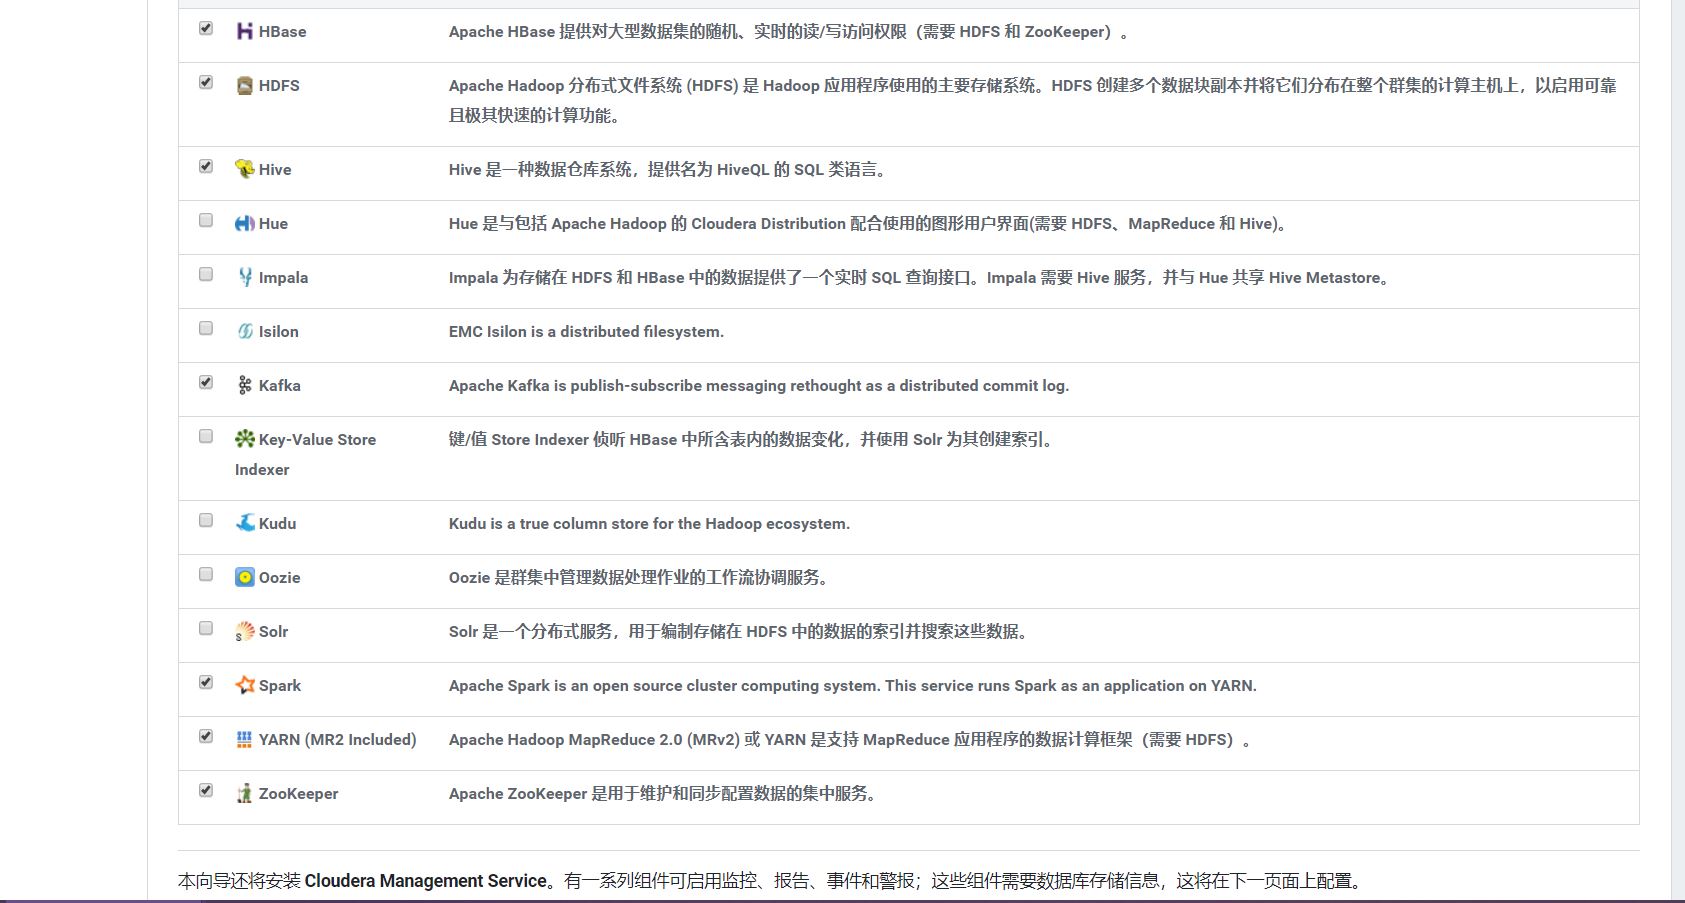 HBase Apache HBase 提供对大型数据集的随机、实时的读/写访问权限（需要 HDFS 和 ZooKeeper）。
HDFS Apache Hadoop 分布式文件系统 (HDFS) 是 Hadoop 应用程序使用的主要存储系统。HDFS 创建多个数据块副本并将它们分布在整个群集的计算主机上，以启用可靠
且极其快速的计算功能。
Hive Hive 是一种数据仓库系统，提供名为 HiveQL 的 SQL 类语言。
Hue Hue 是与包括 Apache Hadoop 的 Cloudera Distribution 配合使用的图形用户界面(需要 HDFS、MapReduce 和 Hive)。
Impala Impala 为存储在 HDFS 和 HBase 中的数据提供了一个实时 SQL 查询接口。Impala 需要 Hive 服务，并与 Hue 共享 Hive Metastore。
Isilon EMC Isilon is a distributed filesystem.
Kafka Apache Kafka is publish-subscribe messaging rethought as a distributed commit log.
Key-Value Store 键/值 Store Indexer 侦听 HBase 中所含表内的数据变化，并使用 Solr 为其创建索引。
Indexer
Kudu Kudu is a true column store for the Hadoop ecosystem.
Oozie Oozie 是群集中管理数据处理作业的工作流协调服务。
Solr Solr 是一个分布式服务，用于编制存储在 HDFS 中的数据的索引并搜索这些数据。
Spark Apache Spark is an open source cluster computing system. This service runs Spark as an application on YARN.
YARN (MR2 Included) Apache Hadoop MapReduce 2.0 (MRv2) 或 YARN 是支持 MapReduce 应用程序的数据计算框架（需要 HDFS）。
ZooKeeper Apache ZooKeeper 是用于维护和同步配置数据的集中服务。
本向导还将安装 Cloudera Management Service。有一系列组件可启用监控、报告、事件和警报；这些组件需要数据库存储信息，这将在下一页面上配置。